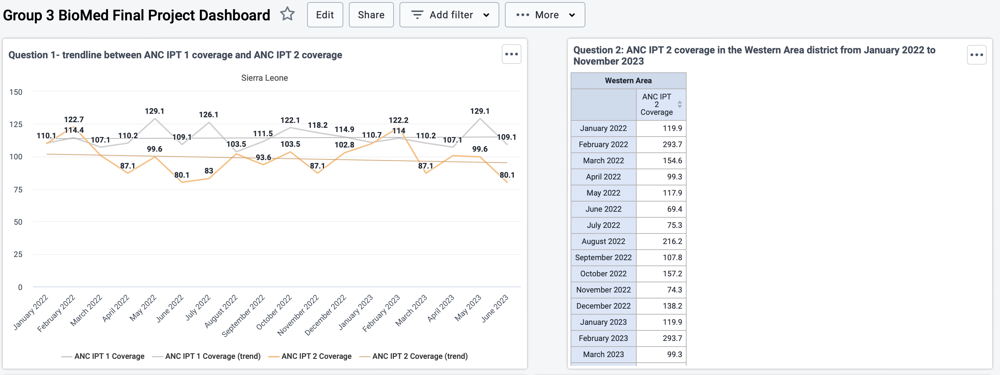 Group 3 BioMed Final Project Dashboard
Edit
Share
Add filter
More
Question 1- trendline between ANC IPT 1 coverage and ANC IPT 2 coverage
Sierra Leone
150
125
100
75
50
25
0
110.1
122.7
114.4
107.1
110.2
87.1
129.1
99.6
109.1
80.1
126.1
83
103.5
111.5
93.6
122.1
103.5
118.2
87.1
114.9
102.8
110.7
122.2
114
110.2
87.1
107.1
129.1
99.6
109.1
80.1
January 2022
February 2022
March 2022
April 2022
May 2022
June 2022
July 2022
August 2022
September 2022
October 2022
November 2022
December 2022
January 2023
February 2023
March 2023
April 2023
May 2023
June 2023
ANC IPT 1 Coverage
ANC IPT 1 Coverage (trend)
ANC IPT 2 Coverage
ANC IPT 2 Coverage (trend)
Question 2: ANC IPT 2 coverage in the Western Area district from January 2022 to
November 2023
Western Area
ANC IPT
2
Coverage
January 2022 119.9
February 2022 293.7
March 2022 154.6
April 2022 99.3
May 2022 117.9
June 2022 69.4
July 2022 75.3
August 2022 216.2
September 2022 107.8
October 2022 157.2
November 2022 74.3
December 2022 138.2
January 2023 119.9
February 2023 293.7
March 2023 99.3